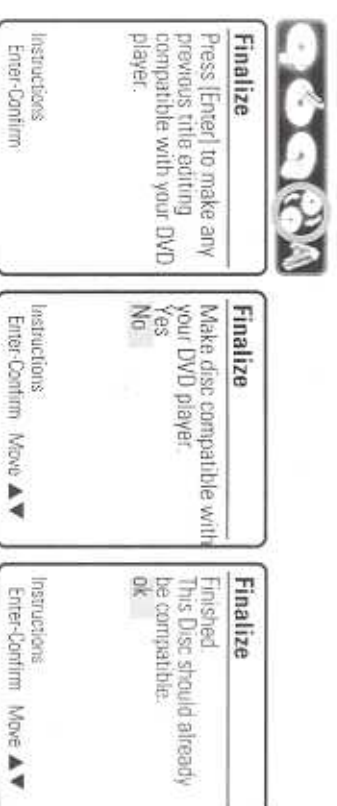 Finalize
Press [Enter] to make any
previous title editing
compatible with your DVD
player.
Instructions
Enter-Confirm
Finalize
Make disc compatible with
your DVD player.
Yes
No
Instructions
Enter-Confirm Move ▲▼
Finalize
Finished
This Disc should already
be compatible.
ok
Instructions
Enter-Confirm Move ▲▼